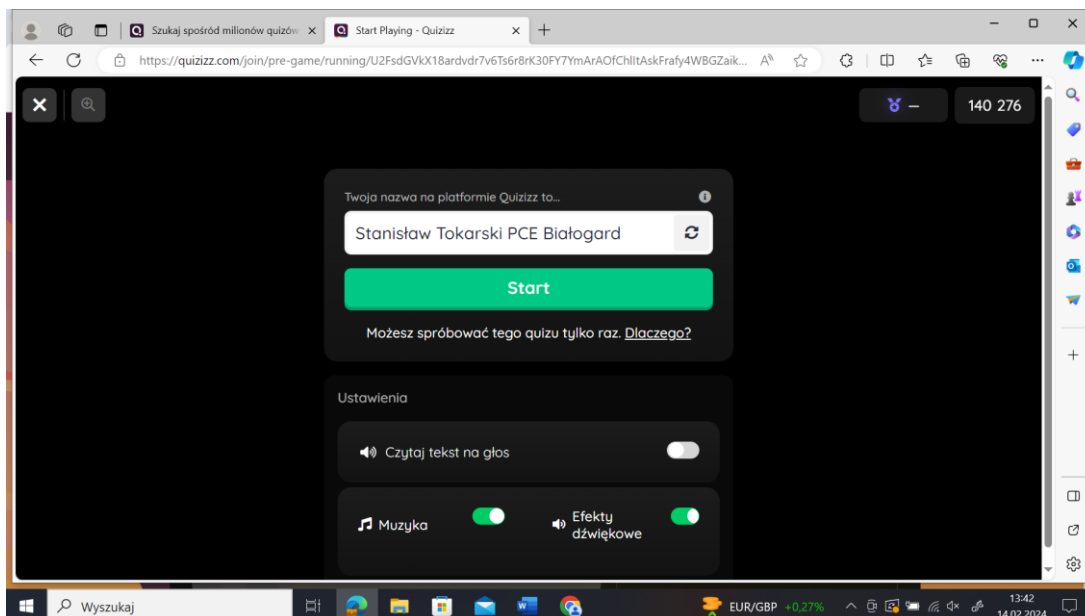 Szukaj spośród milionów quizów
Start Playing - Quizizz
https://quizizz.com/join/pre-game/running/U2FsdGVkX18ardvdr7v6Ts6r8rK30FY7YmArAOfChlItAskFrafy4WBGZaik...
140 276
Twoja nazwa na platformie Quizizz to...
Stanisław Tokarski PCE Białogard
Start
Możesz spróbować tego quizu tylko raz. Dlaczego?
Ustawienia
Czytaj tekst na głos
Muzyka
Efekty
dźwiękowe
Wyszukaj
EUR/GBP +0,27%
13:42
14.02.2024